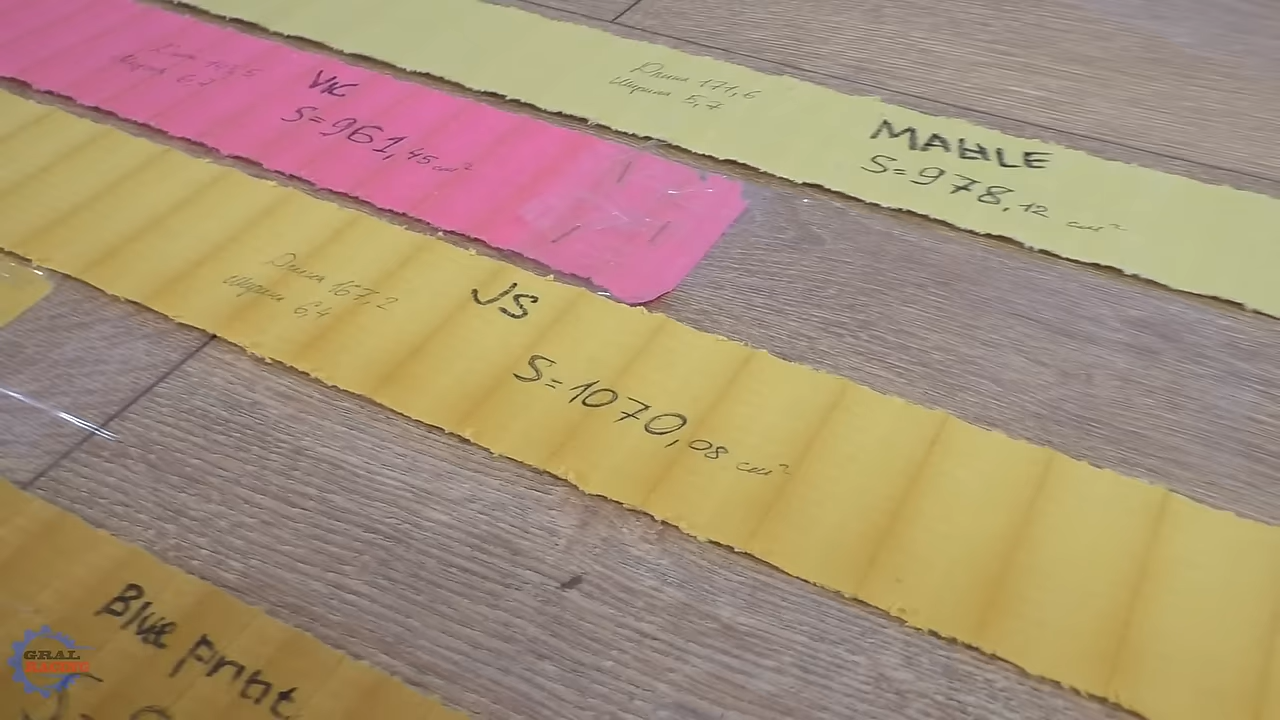 Длина 171,6
Ширина 5,7
MAHLE
S=978,12 см²
VIC
S=961,45 см²
Длина 167,2
Ширина 6,4
JS
S=1070,08 см²
Blue print
GRAL